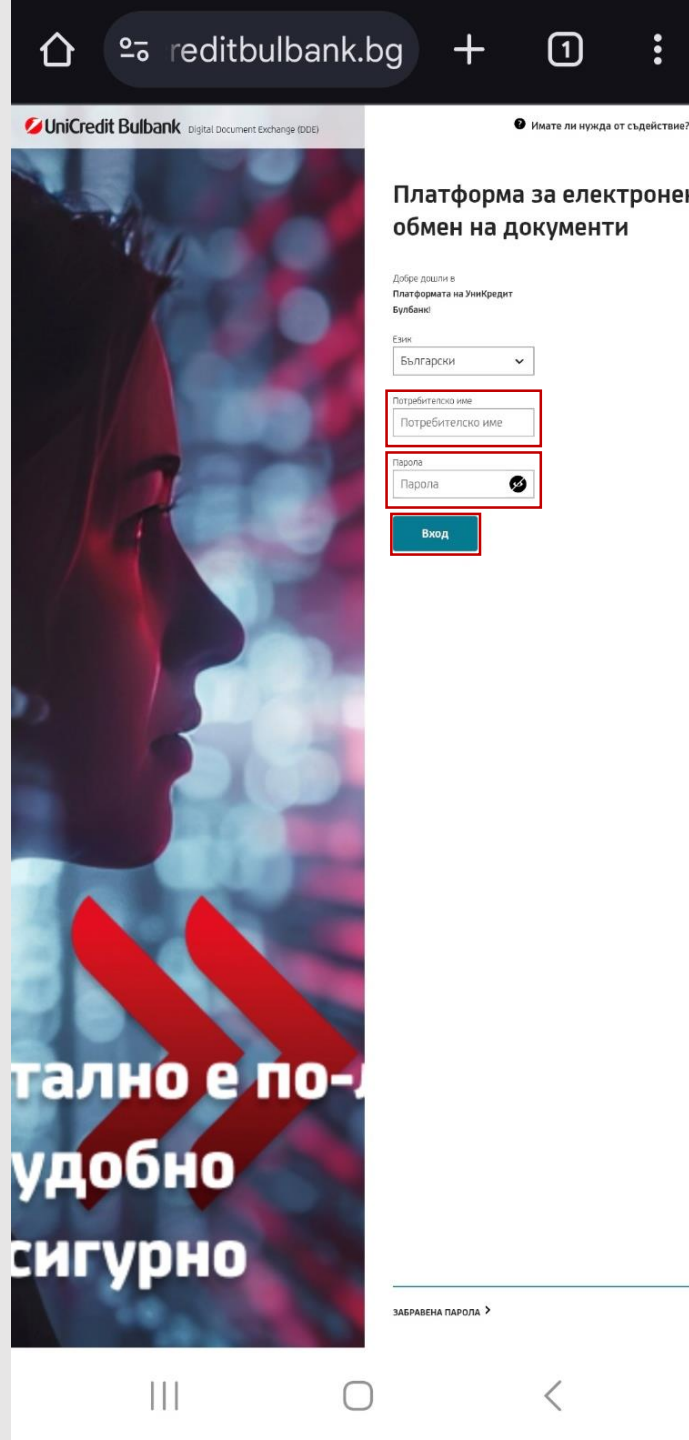 reditbulbank.bg
1
UniCredit Bulbank Digital Document Exchange (DDE)
Имате ли нужда от съдействие?
Платформа за електронен
обмен на документи
Добре дошли в
Платформата на УниКредит
Булбанк!
Език
Български
Потребителско име
Потребителско име
Парола
Парола
Вход
тално е по-л
удобно
сигурно
ЗАБРАВЕНА ПАРОЛА